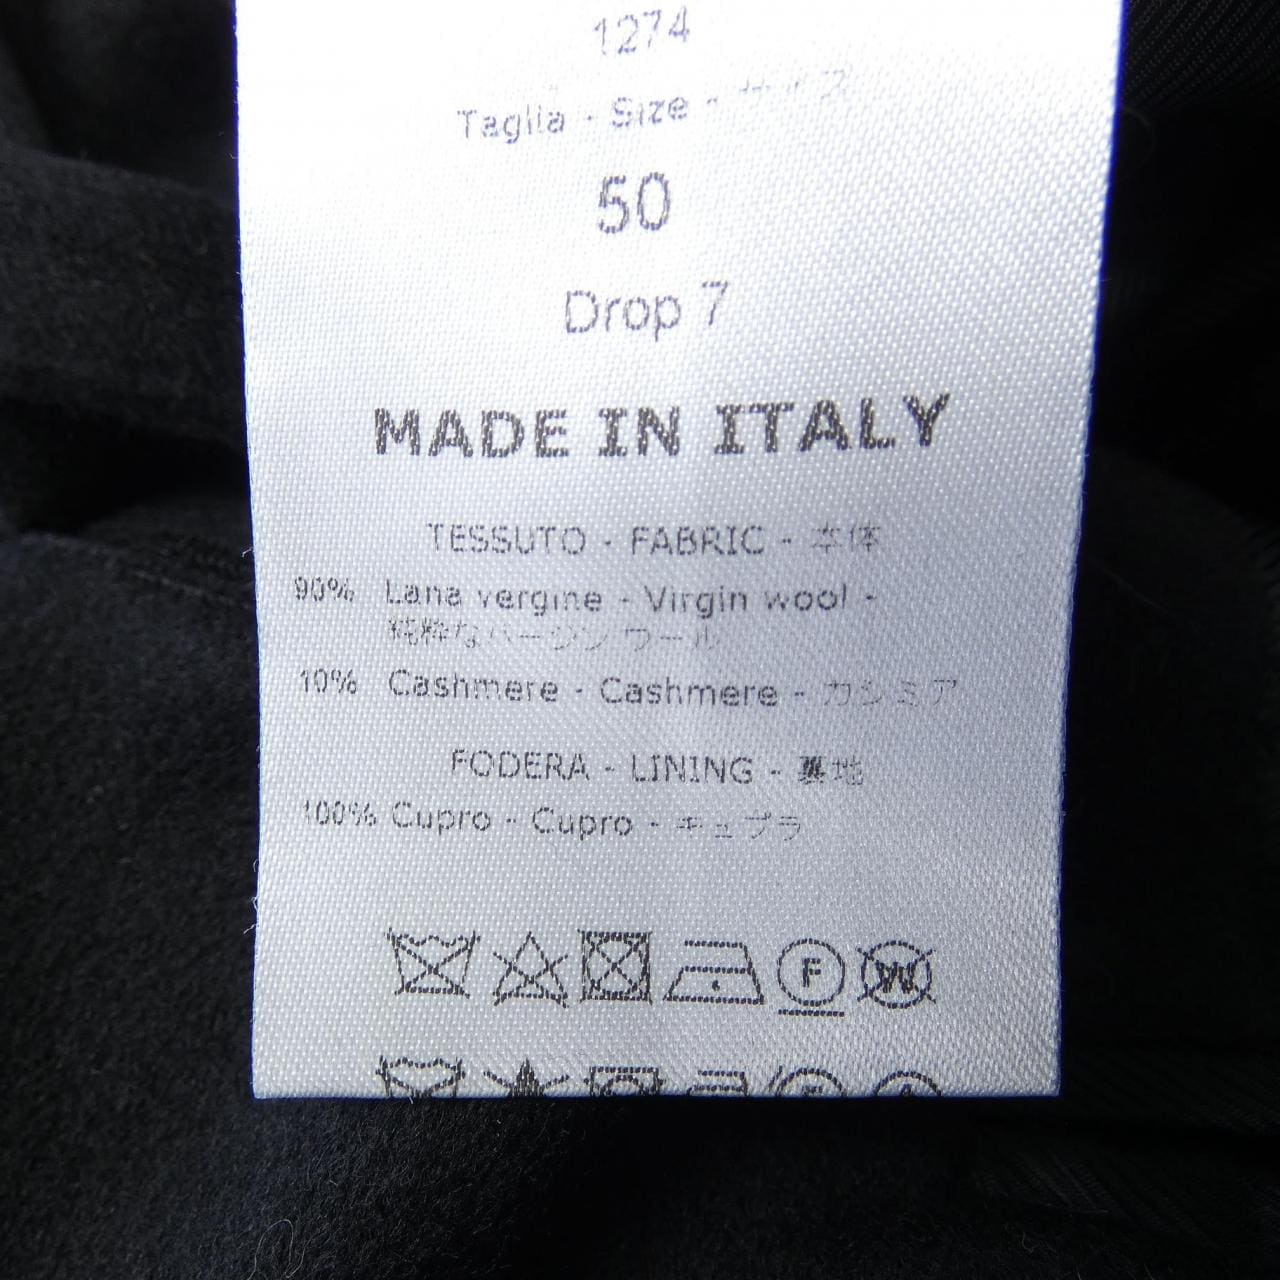 1274
Taglia - Size - サイズ
50
Drop 7
MADE IN ITALY
TESSUTO - FABRIC - 本体
90% Lana vergine - Virgin wool -
純粋なバージンウール
10% Cashmere - Cashmere - カシミア
FODERA - LINING - 裏地
100% Cupro - Cupro - キュプラ
F W